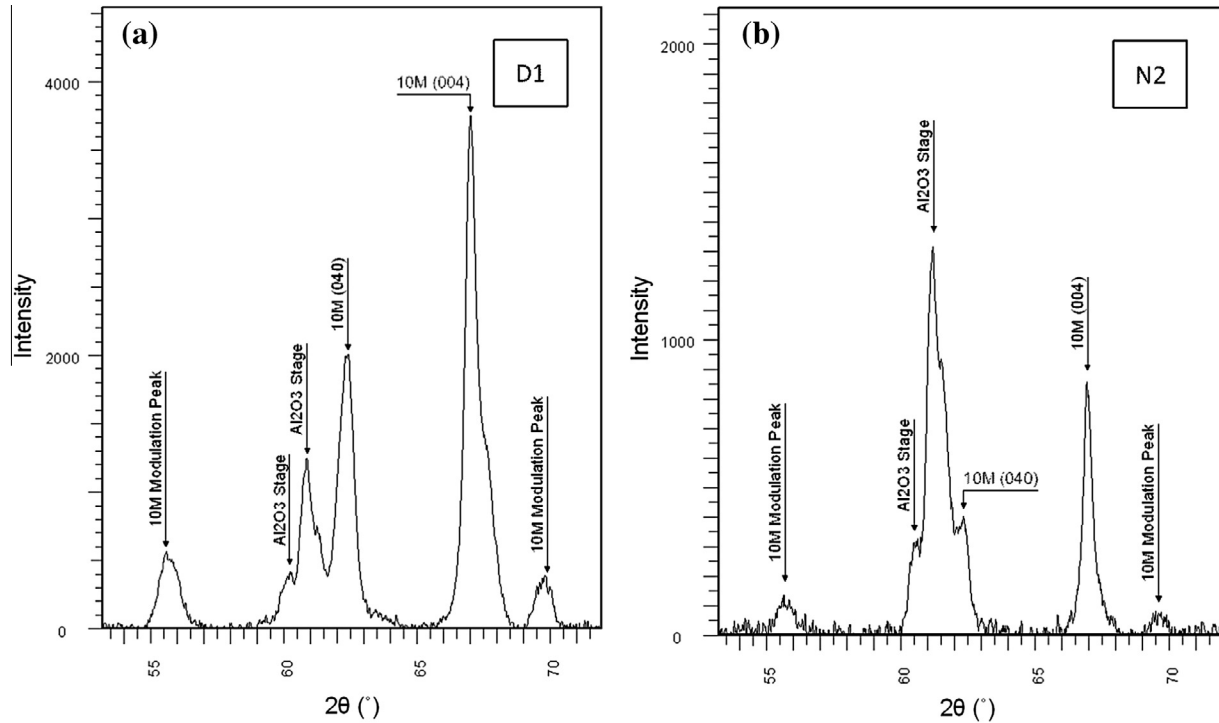 (a)
D1
4000
2000
0
Intensity
10M Modulation Peak
Al2O3 Stage
Al2O3 Stage
10M (040)
10M (004)
10M Modulation Peak
55
60
65
70
2θ (°)
(b)
N2
2000
1000
0
Intensity
10M Modulation Peak
Al2O3 Stage
Al2O3 Stage
10M (040)
10M (004)
10M Modulation Peak
55
60
65
70
2θ (°)